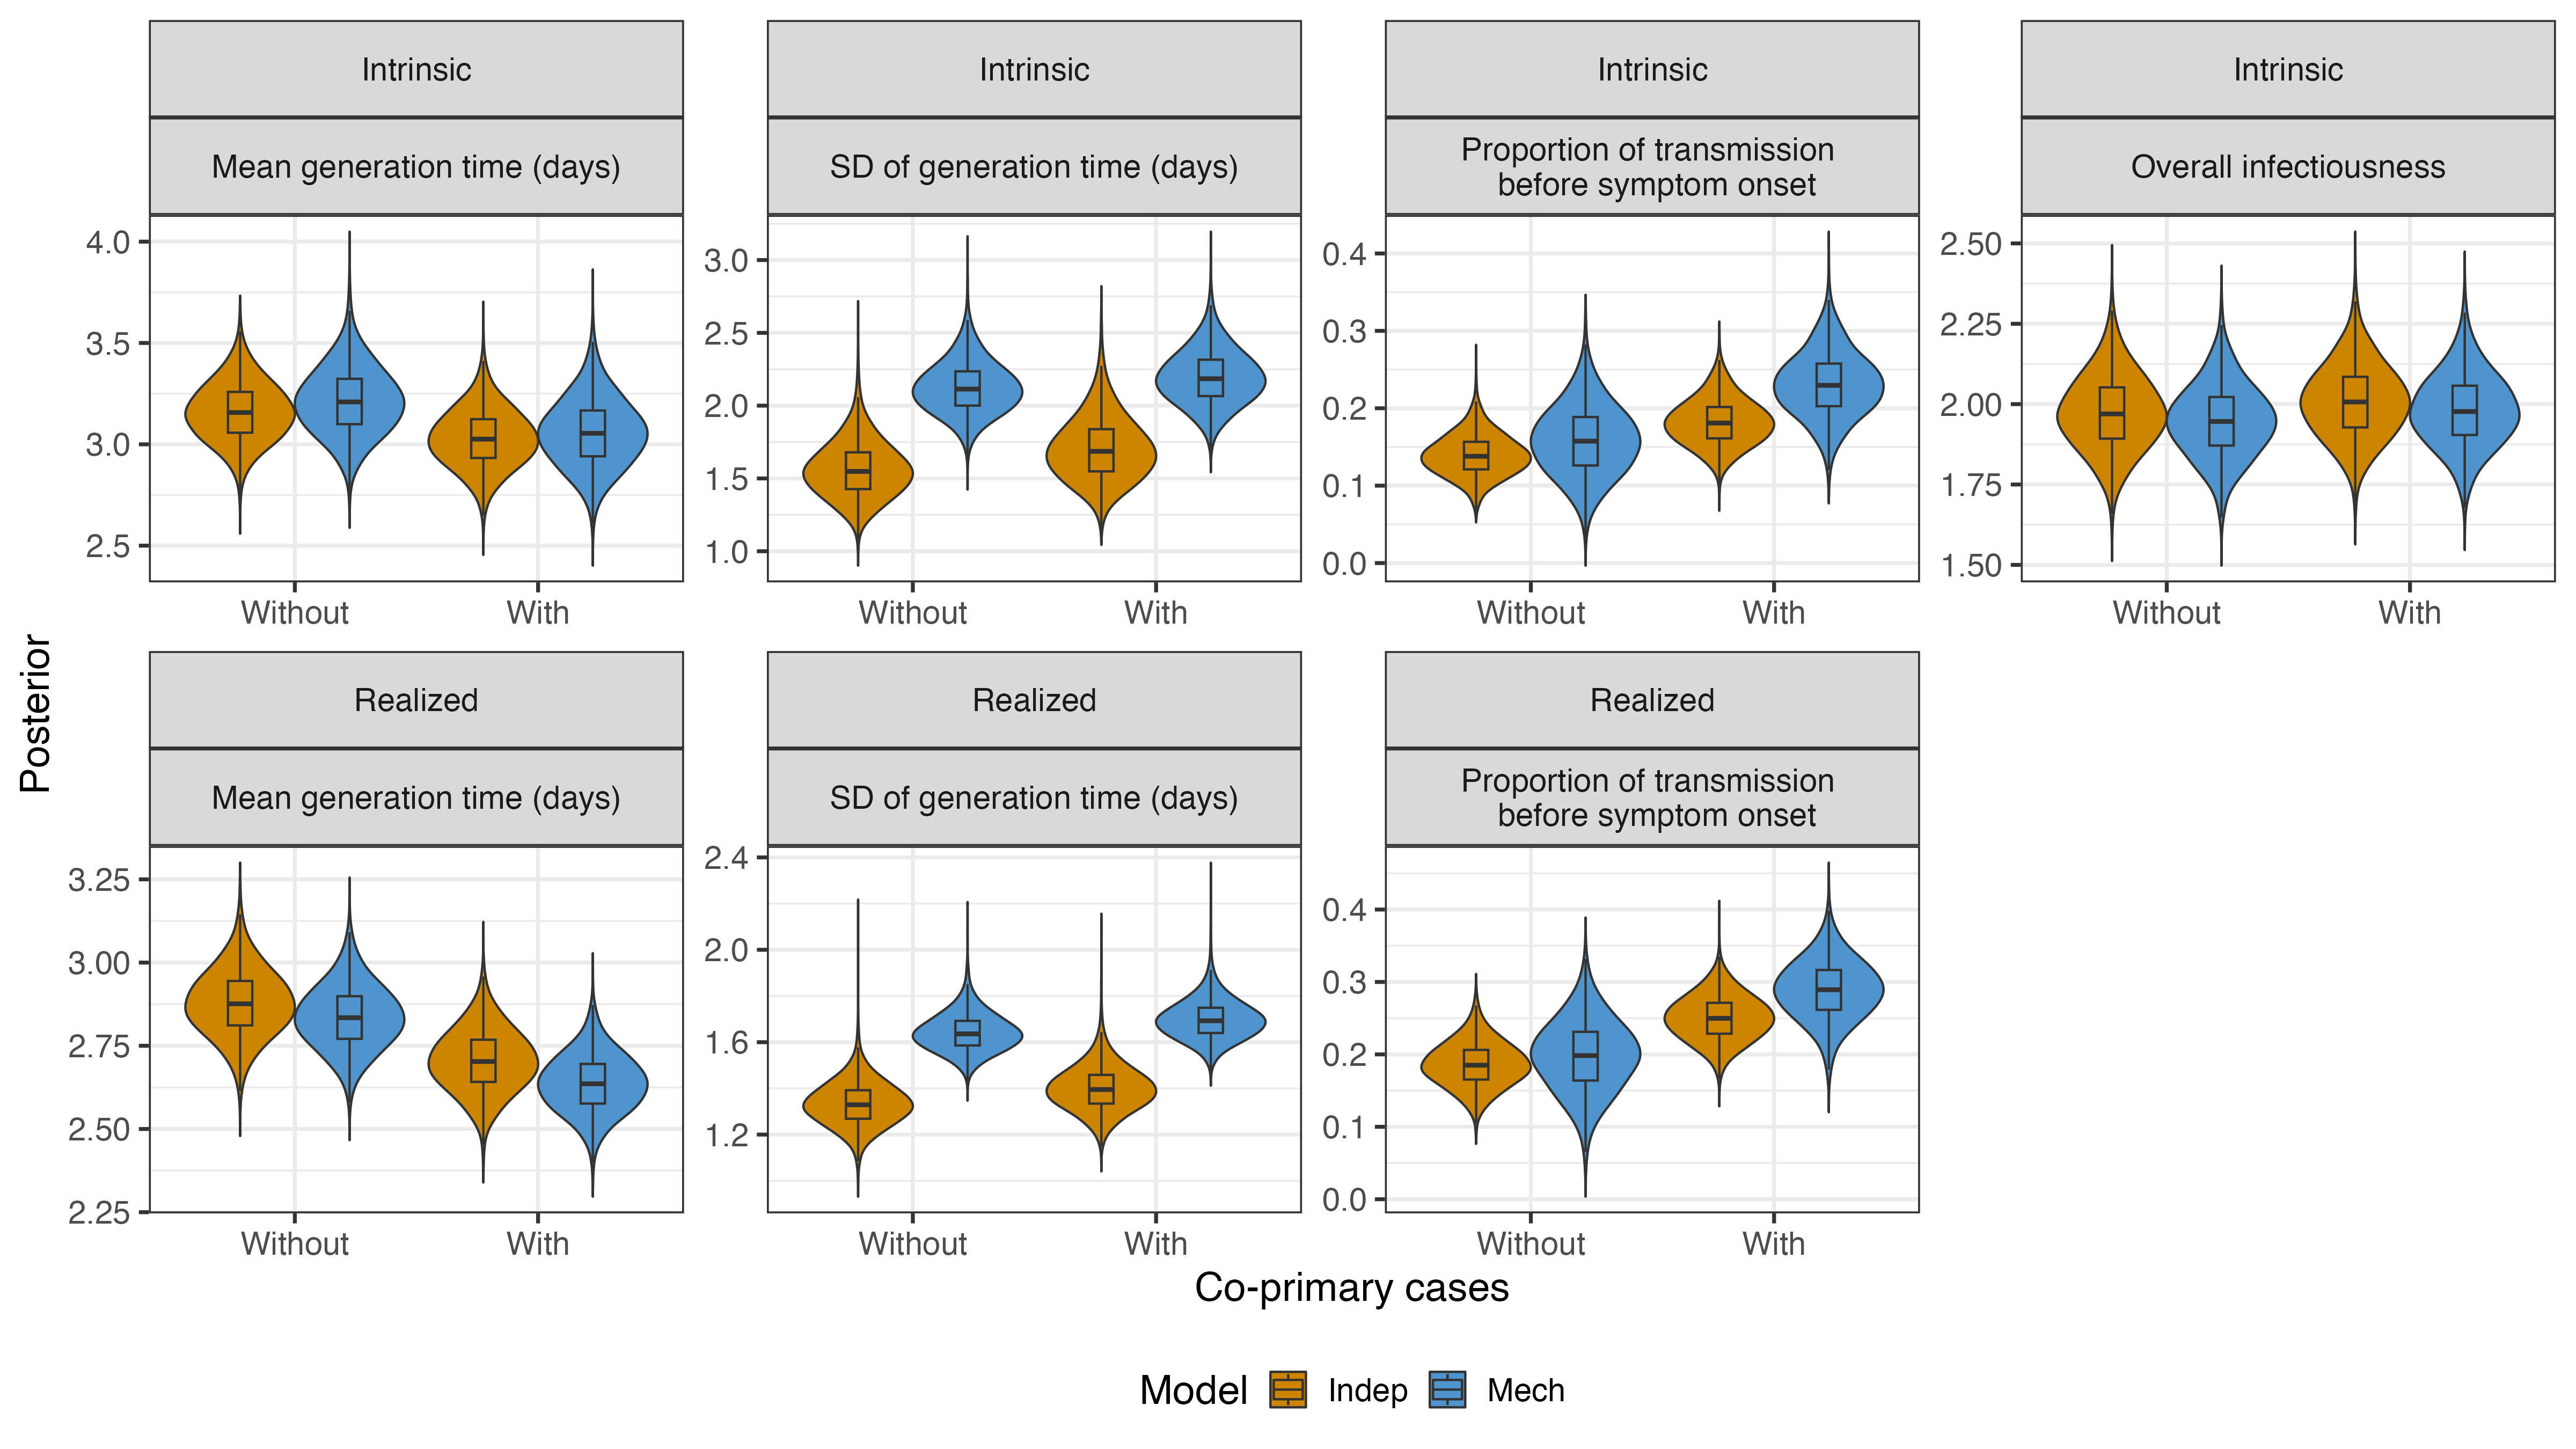 Intrinsic
Intrinsic
Intrinsic
Intrinsic
Mean generation time (days)
SD of generation time (days)
Proportion of transmission
before symptom onset
Overall infectiousness
4.0
3.5
3.0
2.5
3.0
2.5
2.0
1.5
1.0
0.4
0.3
0.2
0.1
0.0
2.50
2.25
2.00
1.75
1.50
Without
With
Without
With
Without
With
Without
With
Posterior
Realized
Realized
Realized
Mean generation time (days)
SD of generation time (days)
Proportion of transmission
before symptom onset
3.25
3.00
2.75
2.50
2.25
2.4
2.0
1.6
1.2
0.4
0.3
0.2
0.1
0.0
Without
With
Without
With
Without
With
Co-primary cases
Model
Indep
Mech